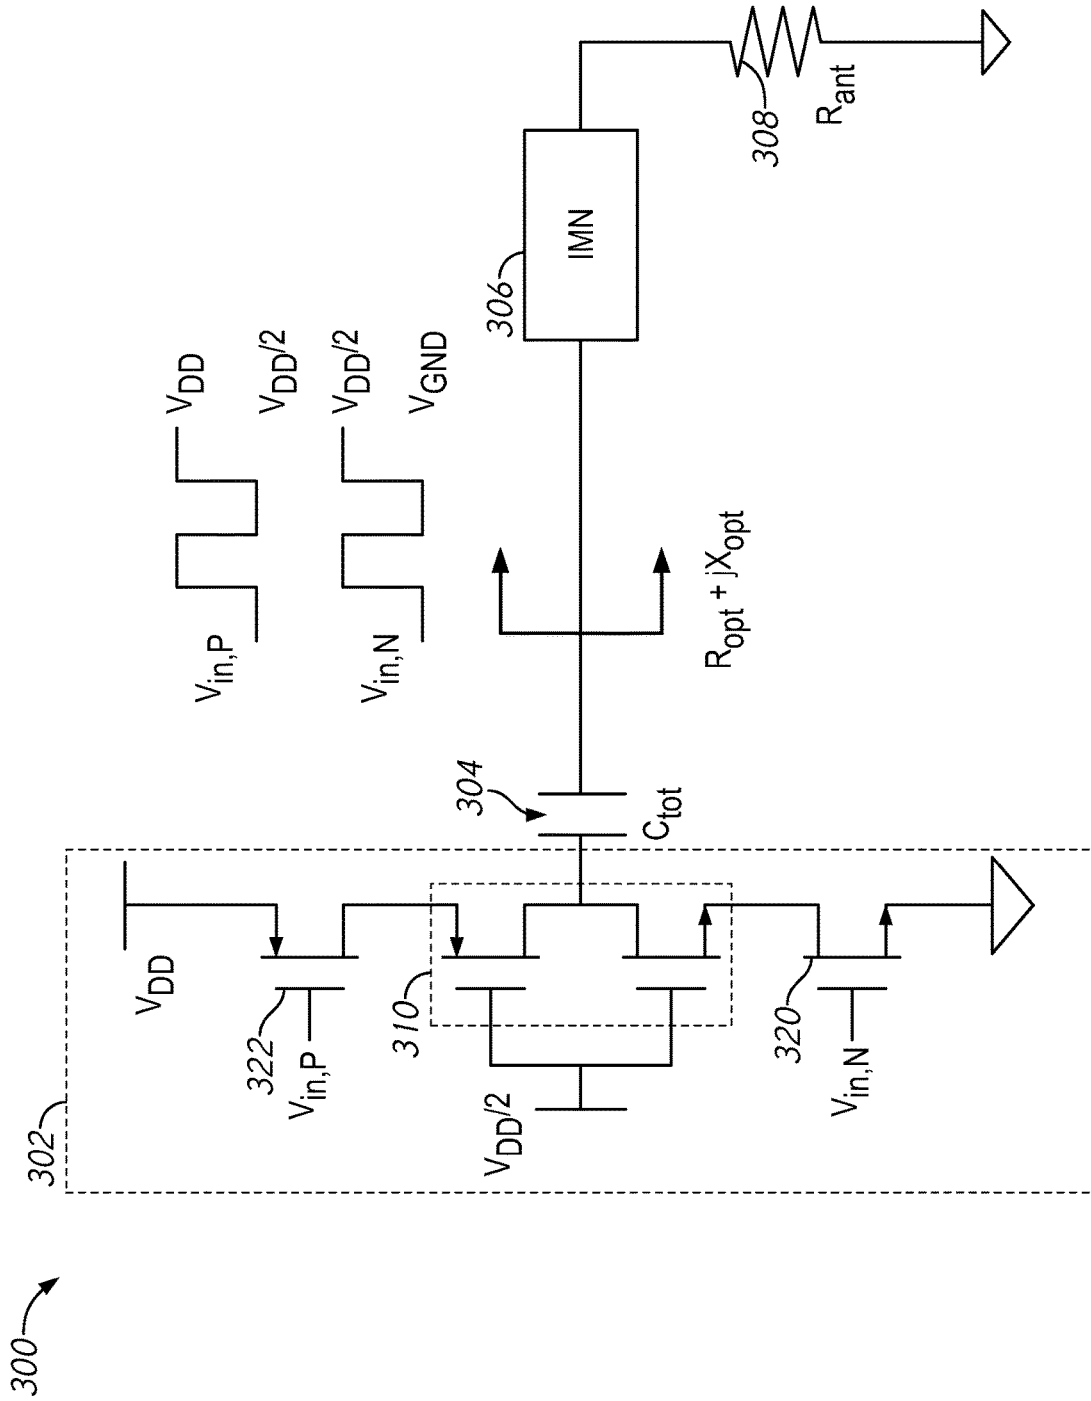 300
302
V_DD
322
V_in,P
310
V_DD/2
320
V_in,N
304
C_tot
V_in,P
V_DD
V_DD/2
V_in,N
V_DD/2
V_GND
R_opt + jX_opt
306
IMN
308
R_ant